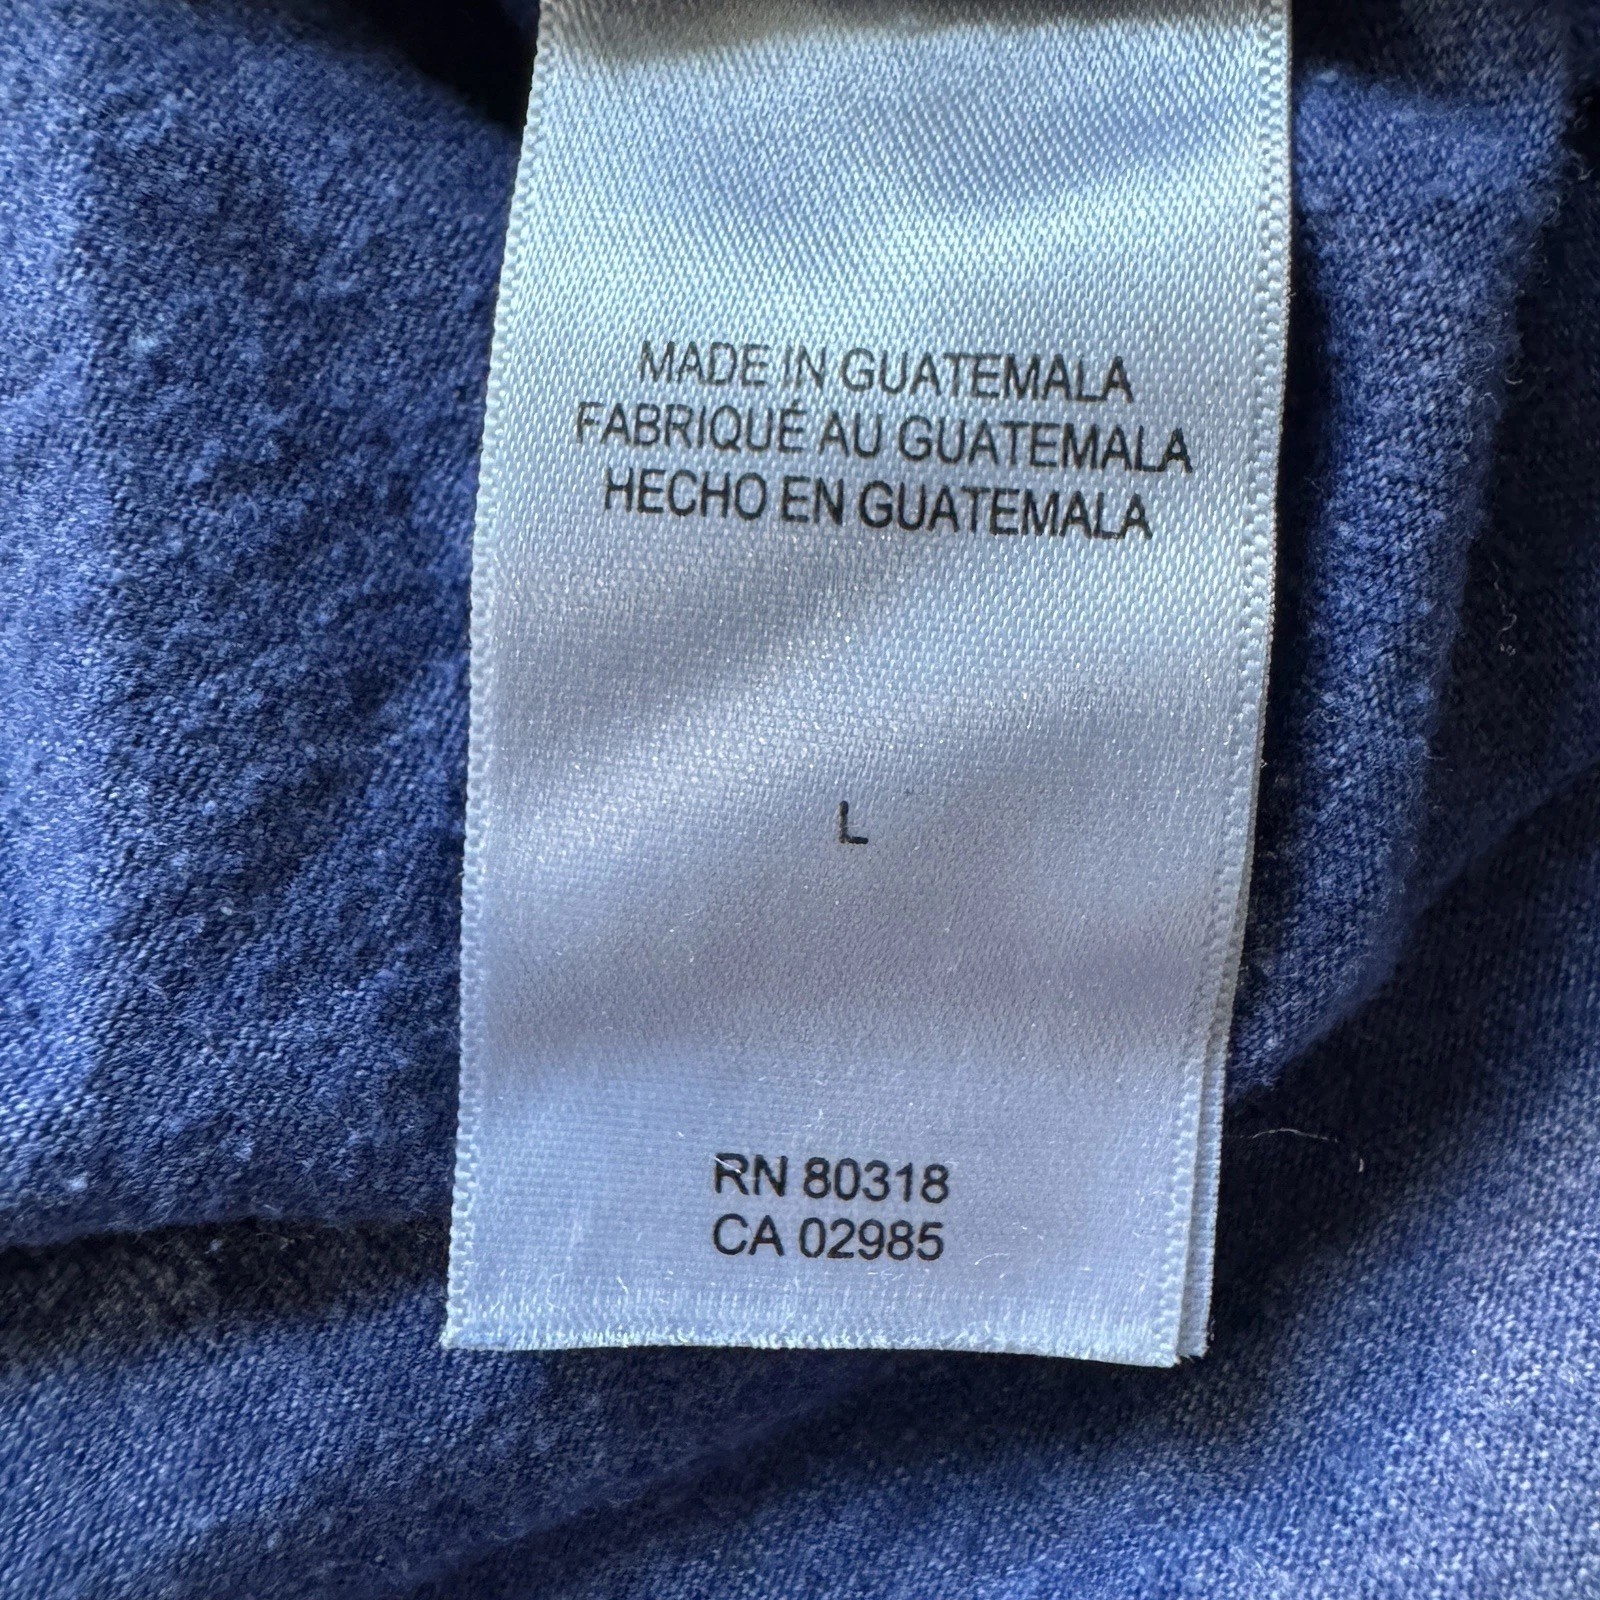 MADE IN GUATEMALA
FABRIQUÉ AU GUATEMALA
HECHO EN GUATEMALA
L
RN 80318
CA 02985